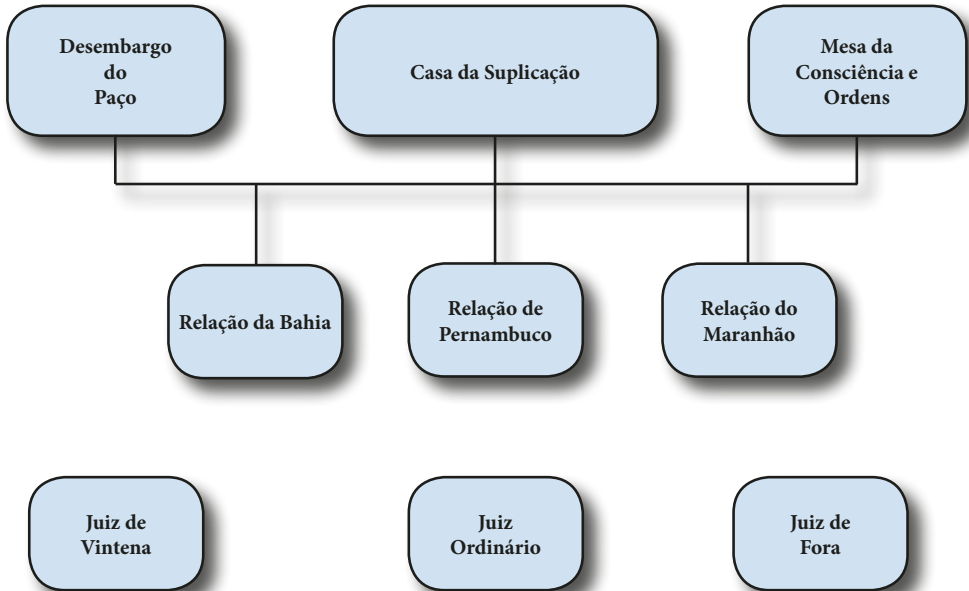 Desembargo
do
Paço
Casa da Suplicação
Mesa da
Consciência e
Ordens
Relação da Bahia
Relação de
Pernambuco
Relação do
Maranhão
Juiz de
Vintena
Juiz
Ordinário
Juiz de
Fora